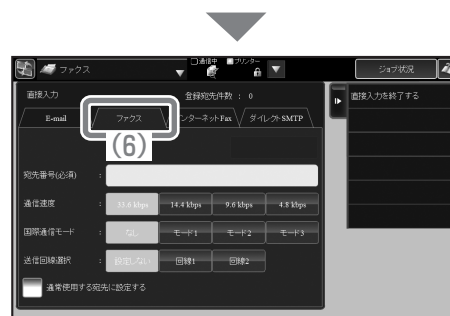 ファクス
通信中 プリンター
ジョブ状況
直接入力
登録宛先件数 : 0
直接入力を終了する
E-mail ファクス ンターネットFax ダイレクトSMTP
(6)
宛先番号(必須) :
通信速度 : 33.6 kbps 14.4 kbps 9.6 kbps 4.8 kbps
国際通信モード : なし モード1 モード2 モード3
送信回線選択 : 設定しない 回線1 回線2
通常使用する宛先に設定する